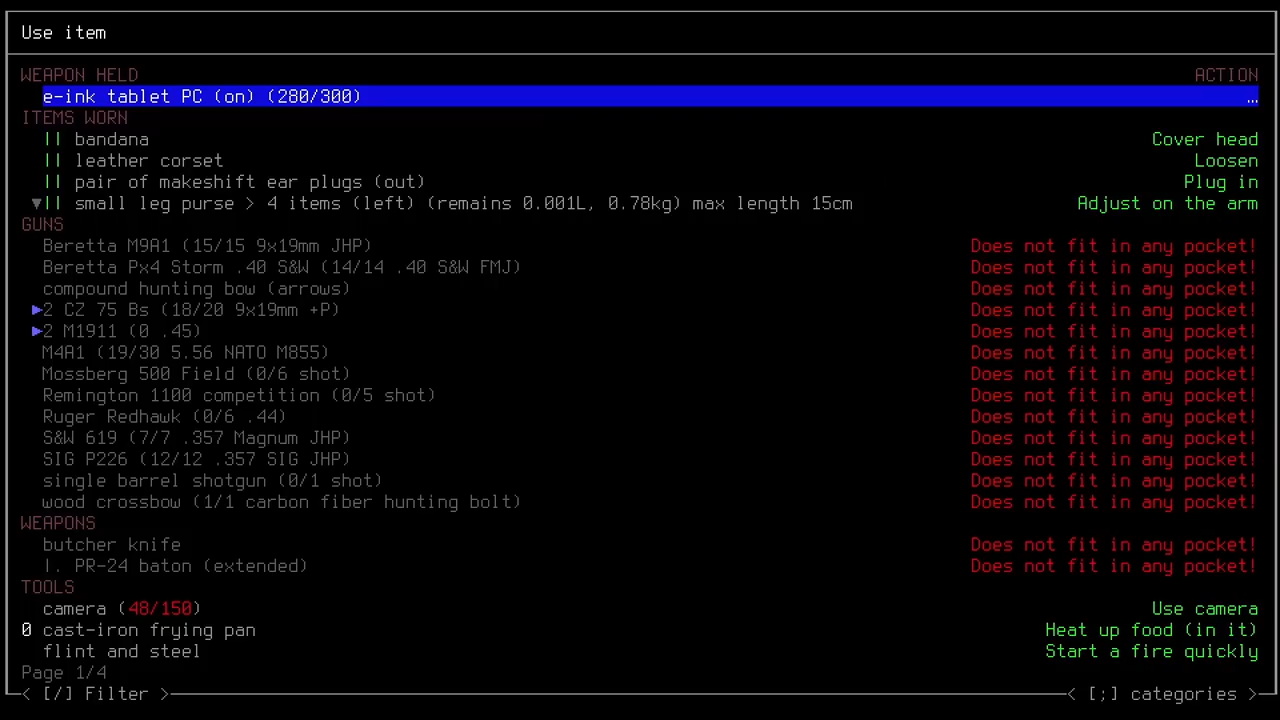 Use item
WEAPON HELD ACTION
e-ink tablet PC (on) (280/300) …
ITEMS WORN
|| bandana Cover head
|| leather corset Loosen
|| pair of makeshift ear plugs (out) Plug in
▼|| small leg purse > 4 items (left) (remains 0.001L, 0.78kg) max length 15cm Adjust on the arm
GUNS
Beretta M9A1 (15/15 9x19mm JHP) Does not fit in any pocket!
Beretta Px4 Storm .40 S&W (14/14 .40 S&W FMJ) Does not fit in any pocket!
compound hunting bow (arrows) Does not fit in any pocket!
▶2 CZ 75 Bs (18/20 9x19mm +P) Does not fit in any pocket!
▶2 M1911 (0 .45) Does not fit in any pocket!
M4A1 (19/30 5.56 NATO M855) Does not fit in any pocket!
Mossberg 500 Field (0/6 shot) Does not fit in any pocket!
Remington 1100 competition (0/5 shot) Does not fit in any pocket!
Ruger Redhawk (0/6 .44) Does not fit in any pocket!
S&W 619 (7/7 .357 Magnum JHP) Does not fit in any pocket!
SIG P226 (12/12 .357 SIG JHP) Does not fit in any pocket!
single barrel shotgun (0/1 shot) Does not fit in any pocket!
wood crossbow (1/1 carbon fiber hunting bolt) Does not fit in any pocket!
WEAPONS
butcher knife Does not fit in any pocket!
|. PR-24 baton (extended) Does not fit in any pocket!
TOOLS
camera (48/150) Use camera
0 cast-iron frying pan Heat up food (in it)
flint and steel Start a fire quickly
Page 1/4
< [/] Filter > < [;] categories >